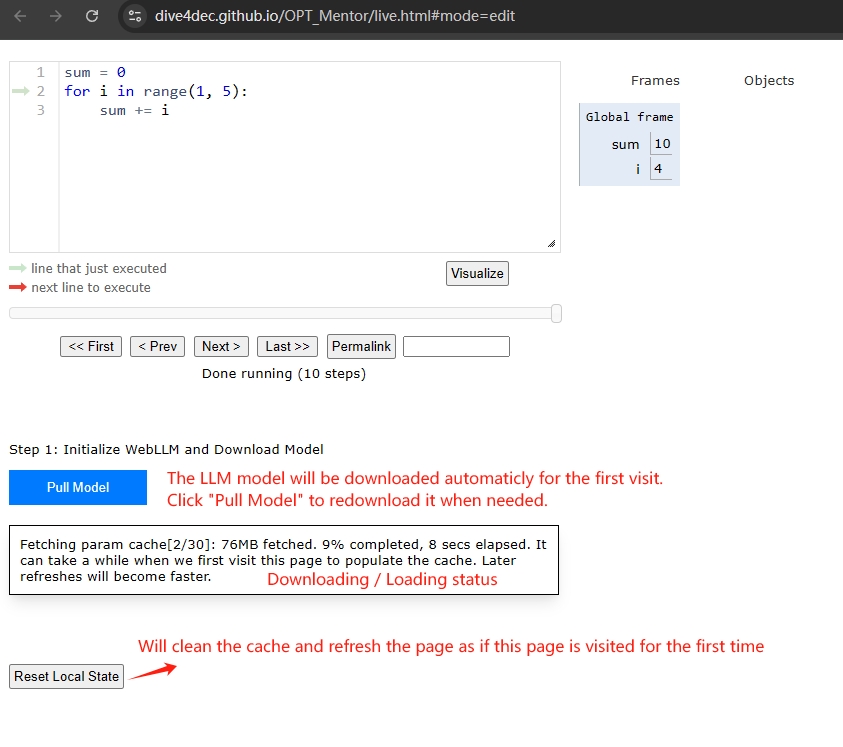 dive4dec.github.io/OPT_Mentor/live.html#mode=edit
1 sum = 0
2 for i in range(1, 5):
3 sum += i
Frames Objects
Global frame
sum 10
i 4
line that just executed
next line to execute
Visualize
<< First < Prev Next > Last >> Permalink
Done running (10 steps)
Step 1: Initialize WebLLM and Download Model
Pull Model
The LLM model will be downloaded automaticly for the first visit.
Click "Pull Model" to redownload it when needed.
Fetching param cache[2/30]: 76MB fetched. 9% completed, 8 secs elapsed. It
can take a while when we first visit this page to populate the cache. Later
refreshes will become faster.
Downloading / Loading status
Will clean the cache and refresh the page as if this page is visited for the first time
Reset Local State